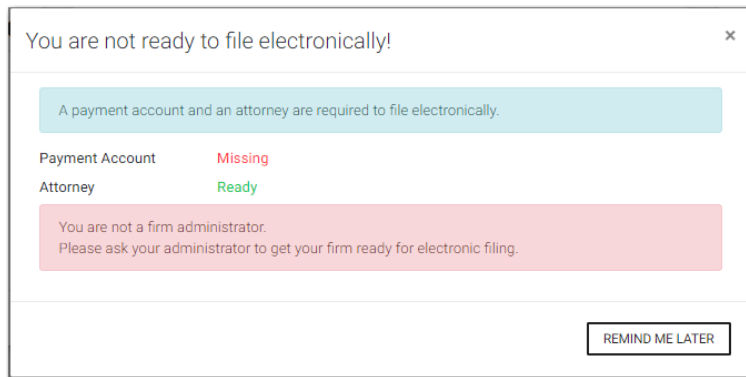 You are not ready to file electronically!
×
A payment account and an attorney are required to file electronically.
Payment Account Missing
Attorney Ready
You are not a firm administrator.
Please ask your administrator to get your firm ready for electronic filing.
REMIND ME LATER